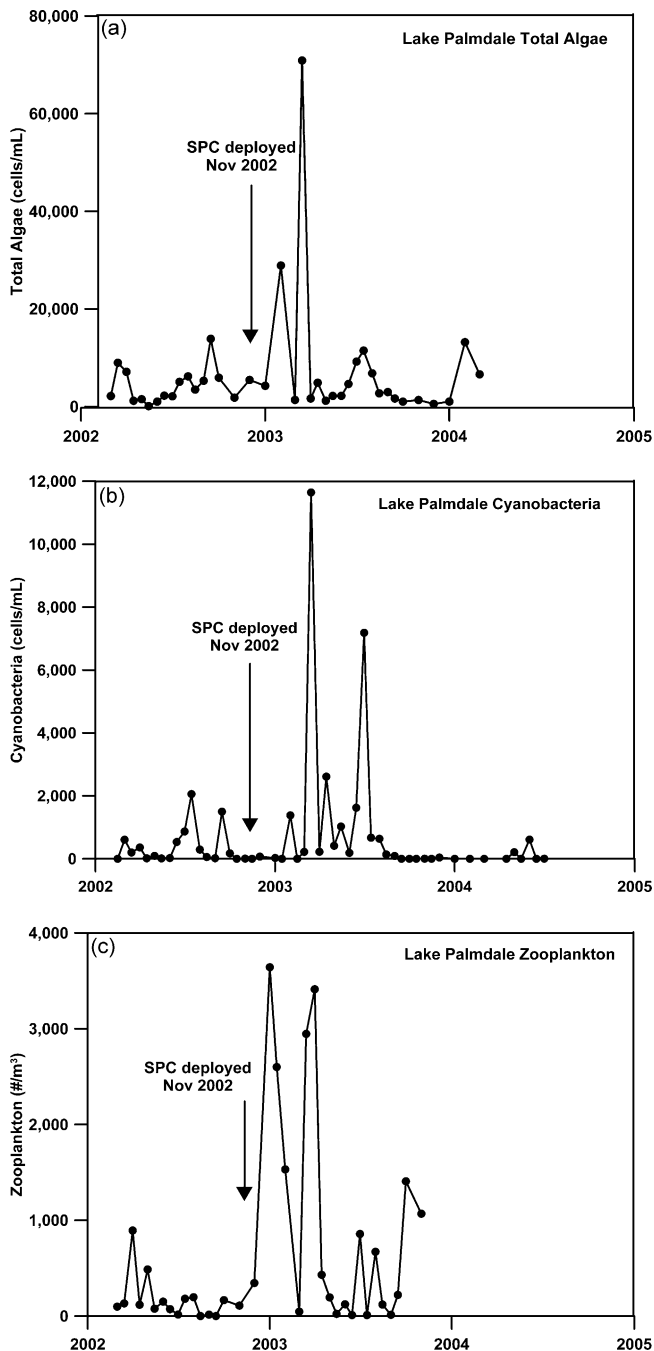 (a)
Lake Palmdale Total Algae
80,000
60,000
40,000
20,000
0
Total Algae (cells/mL)
SPC deployed
Nov 2002
2002 2003 2004 2005
(b)
Lake Palmdale Cyanobacteria
12,000
10,000
8,000
6,000
4,000
2,000
0
Cyanobacteria (cells/mL)
SPC deployed
Nov 2002
2002 2003 2004 2005
(c)
Lake Palmdale Zooplankton
4,000
3,000
2,000
1,000
0
Zooplankton (#/m³)
SPC deployed
Nov 2002
2002 2003 2004 2005